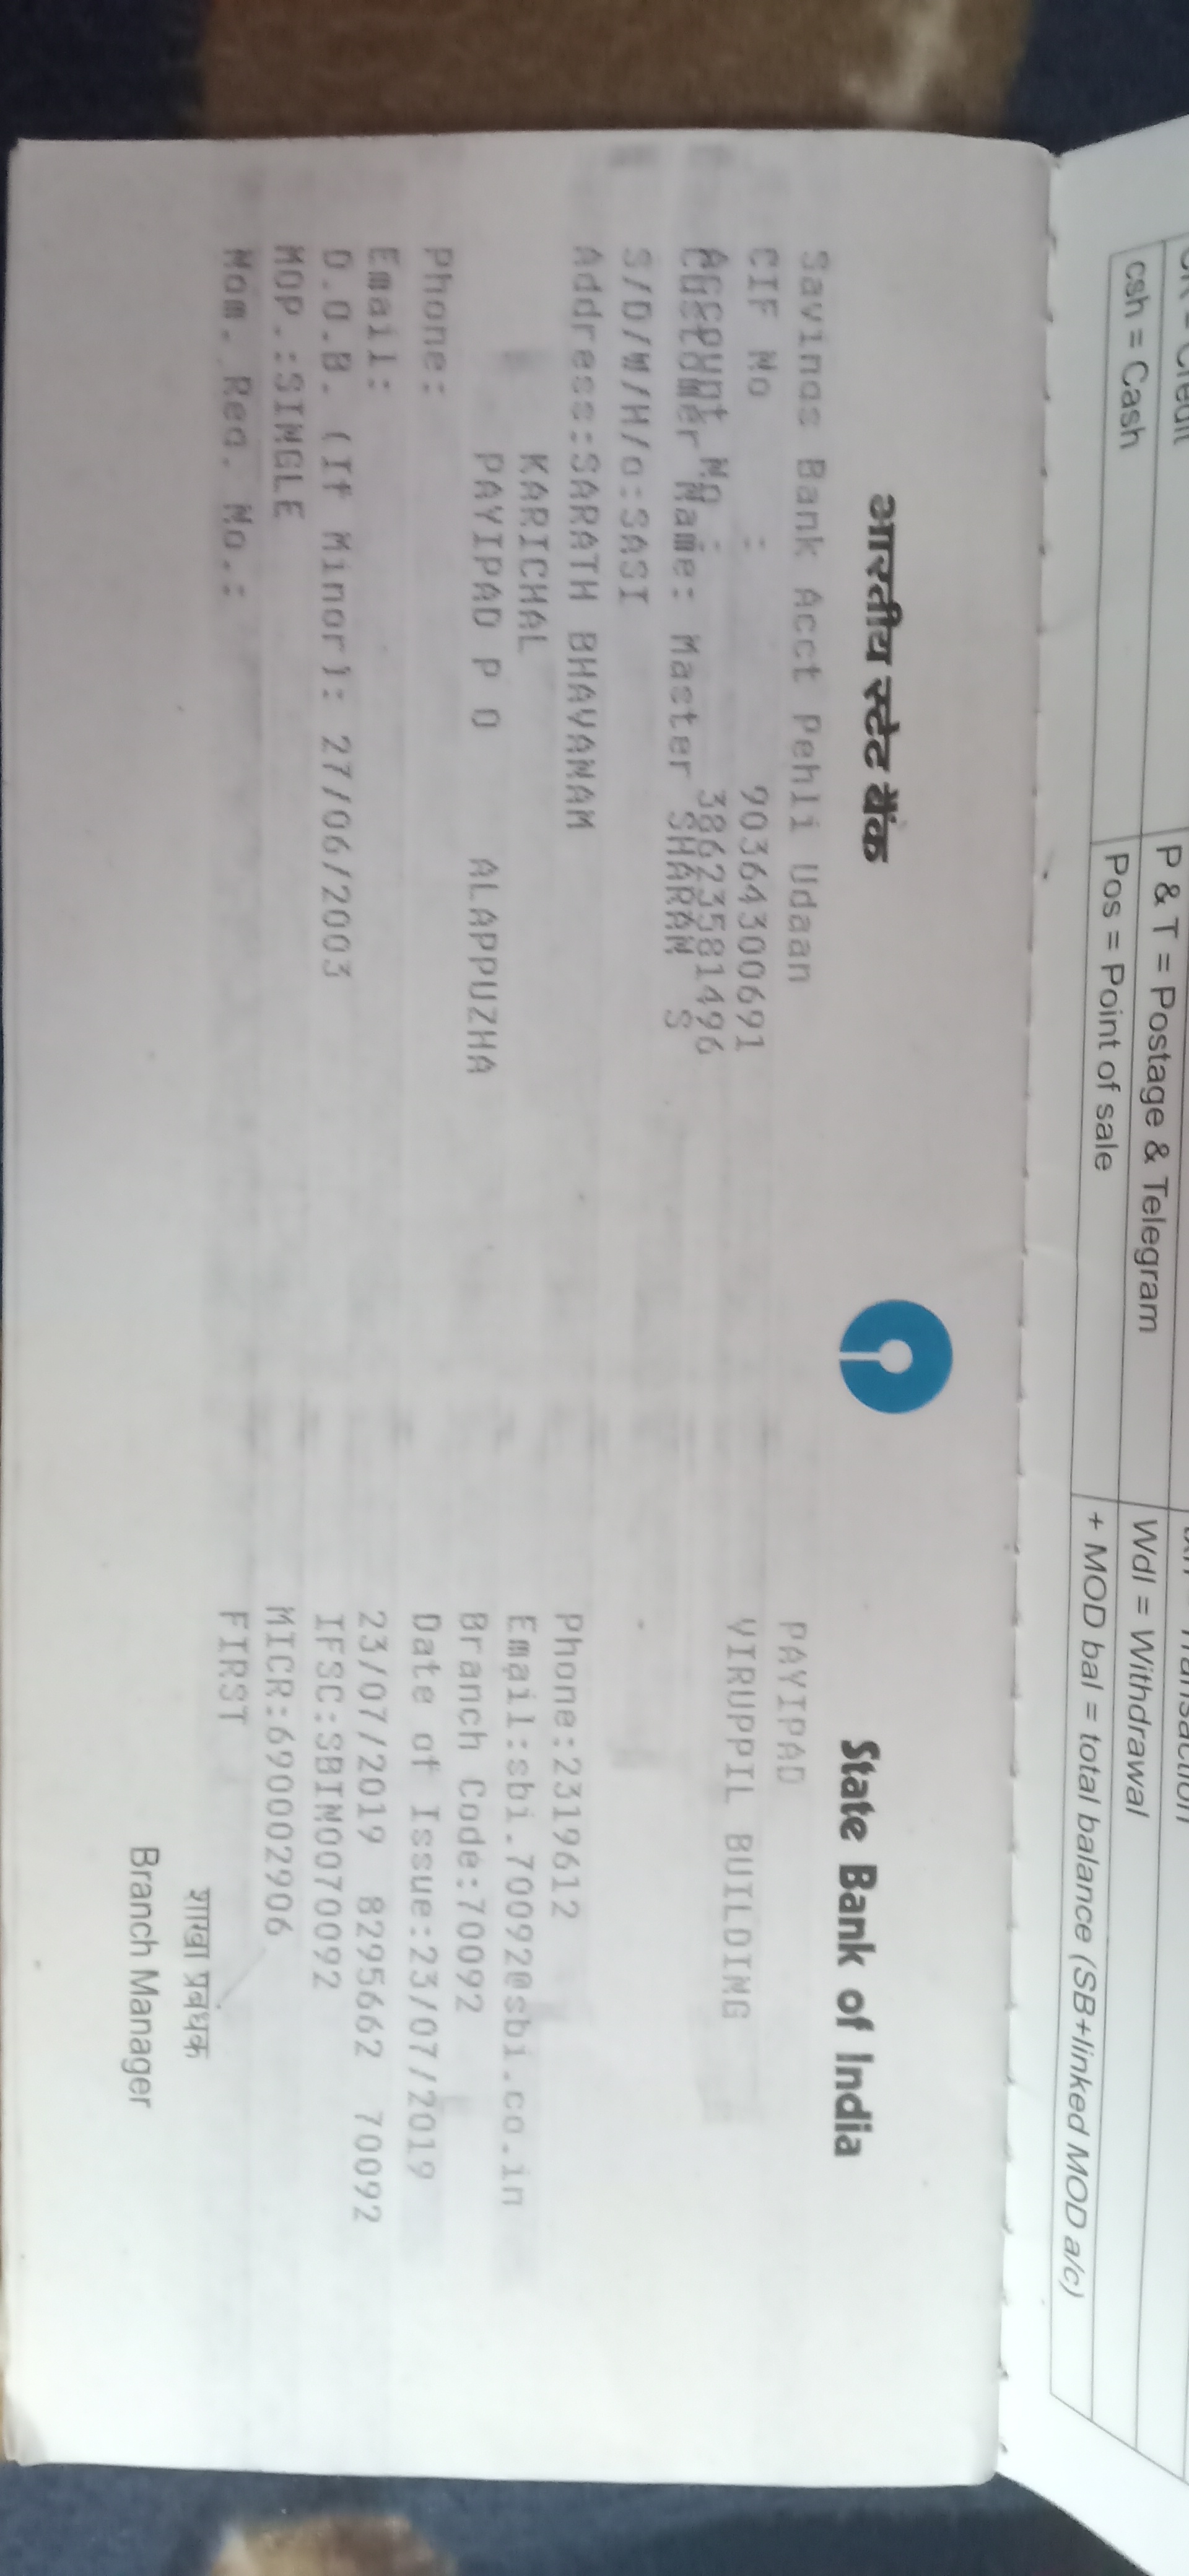 csh = Cash
P & T = Postage & Telegram
Wdl = Withdrawal
Pos = Point of sale
+ MOD bal = total balance (SB+linked MOD a/c)
भारतीय स्टेट बैंक
State Bank of India
Savings Bank Acct Pehli Udaan
CIF No : 90364300691
Account No : 38623581496
Customer Name: Master SHARAN S
S/D/W/H/o:SASI
Address:SARATH BHAVANAM
KARICHAL
PAYIPAD P O ALAPPUZHA
Phone:
Email:
D.O.B. (If Minor): 27/06/2003
MOP.:SINGLE
Nom. Reg. No.:
PAYIPAD
VIRUPPIL BUILDING
Phone:2319612
Email:sbi.70092@sbi.co.in
Branch Code:70092
Date of Issue:23/07/2019
23/07/2019 8295662 70092
IFSC:SBIN0070092
MICR:690002906
FIRST
शाखा प्रबंधक
Branch Manager